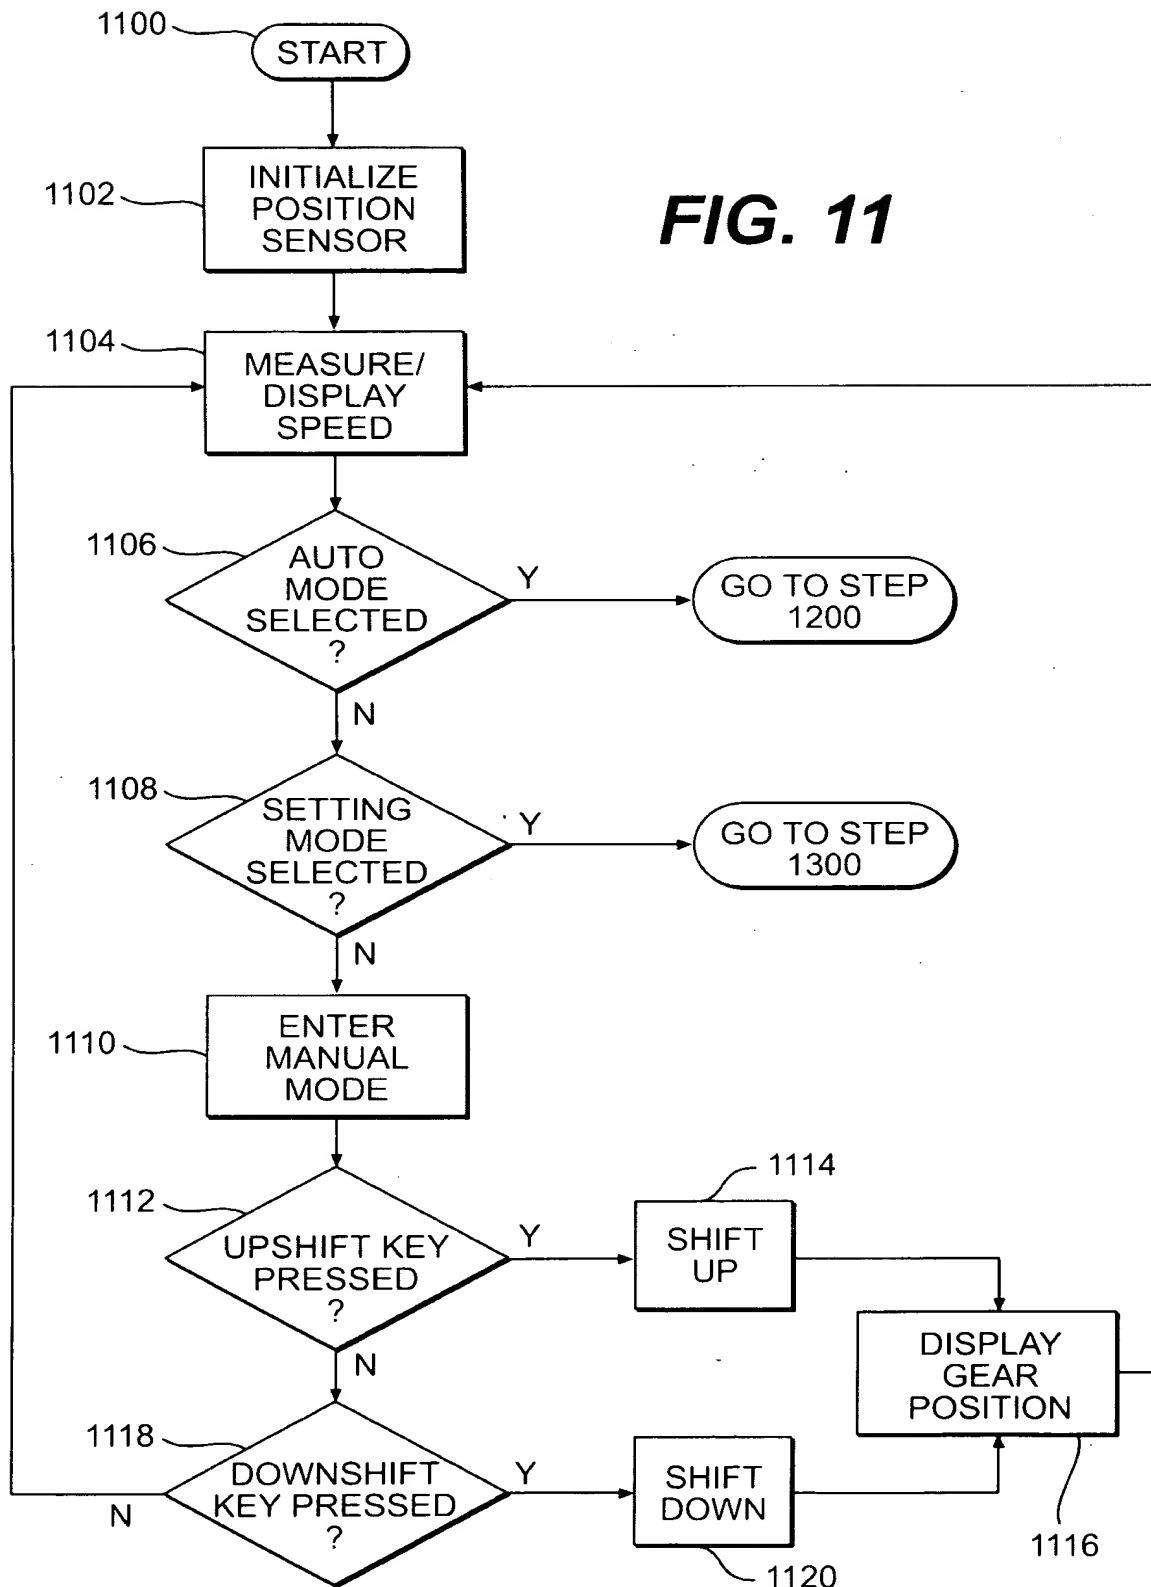 1100
START
1102
INITIALIZE
POSITION
SENSOR
FIG. 11
1104
MEASURE/
DISPLAY
SPEED
1106
AUTO
MODE
SELECTED
?
Y
GO TO STEP
1200
N
1108
SETTING
MODE
SELECTED
?
Y
GO TO STEP
1300
N
1110
ENTER
MANUAL
MODE
1112
UPSHIFT KEY
PRESSED
?
Y
1114
SHIFT
UP
N
DISPLAY
GEAR
POSITION
1116
1118
DOWNSHIFT
KEY PRESSED
?
N
Y
SHIFT
DOWN
1120